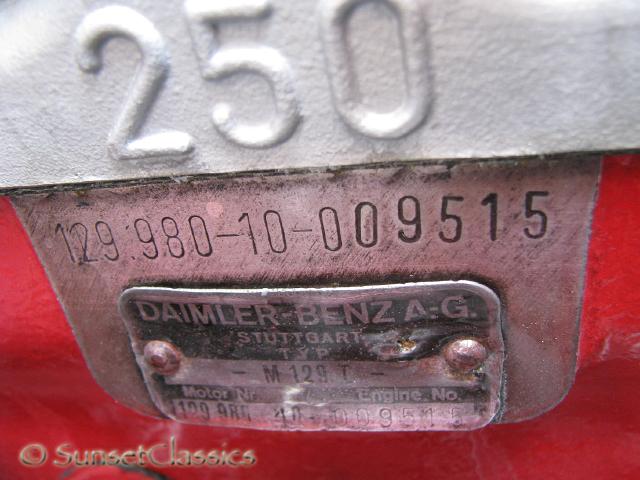 250
129.980-10-009515
DAIMLER-BENZ A.-G.
STUTTGART
TYP
- M 129 I -
Motor Nr. Engine No.
129 980 10-009515
© SunsetClassics